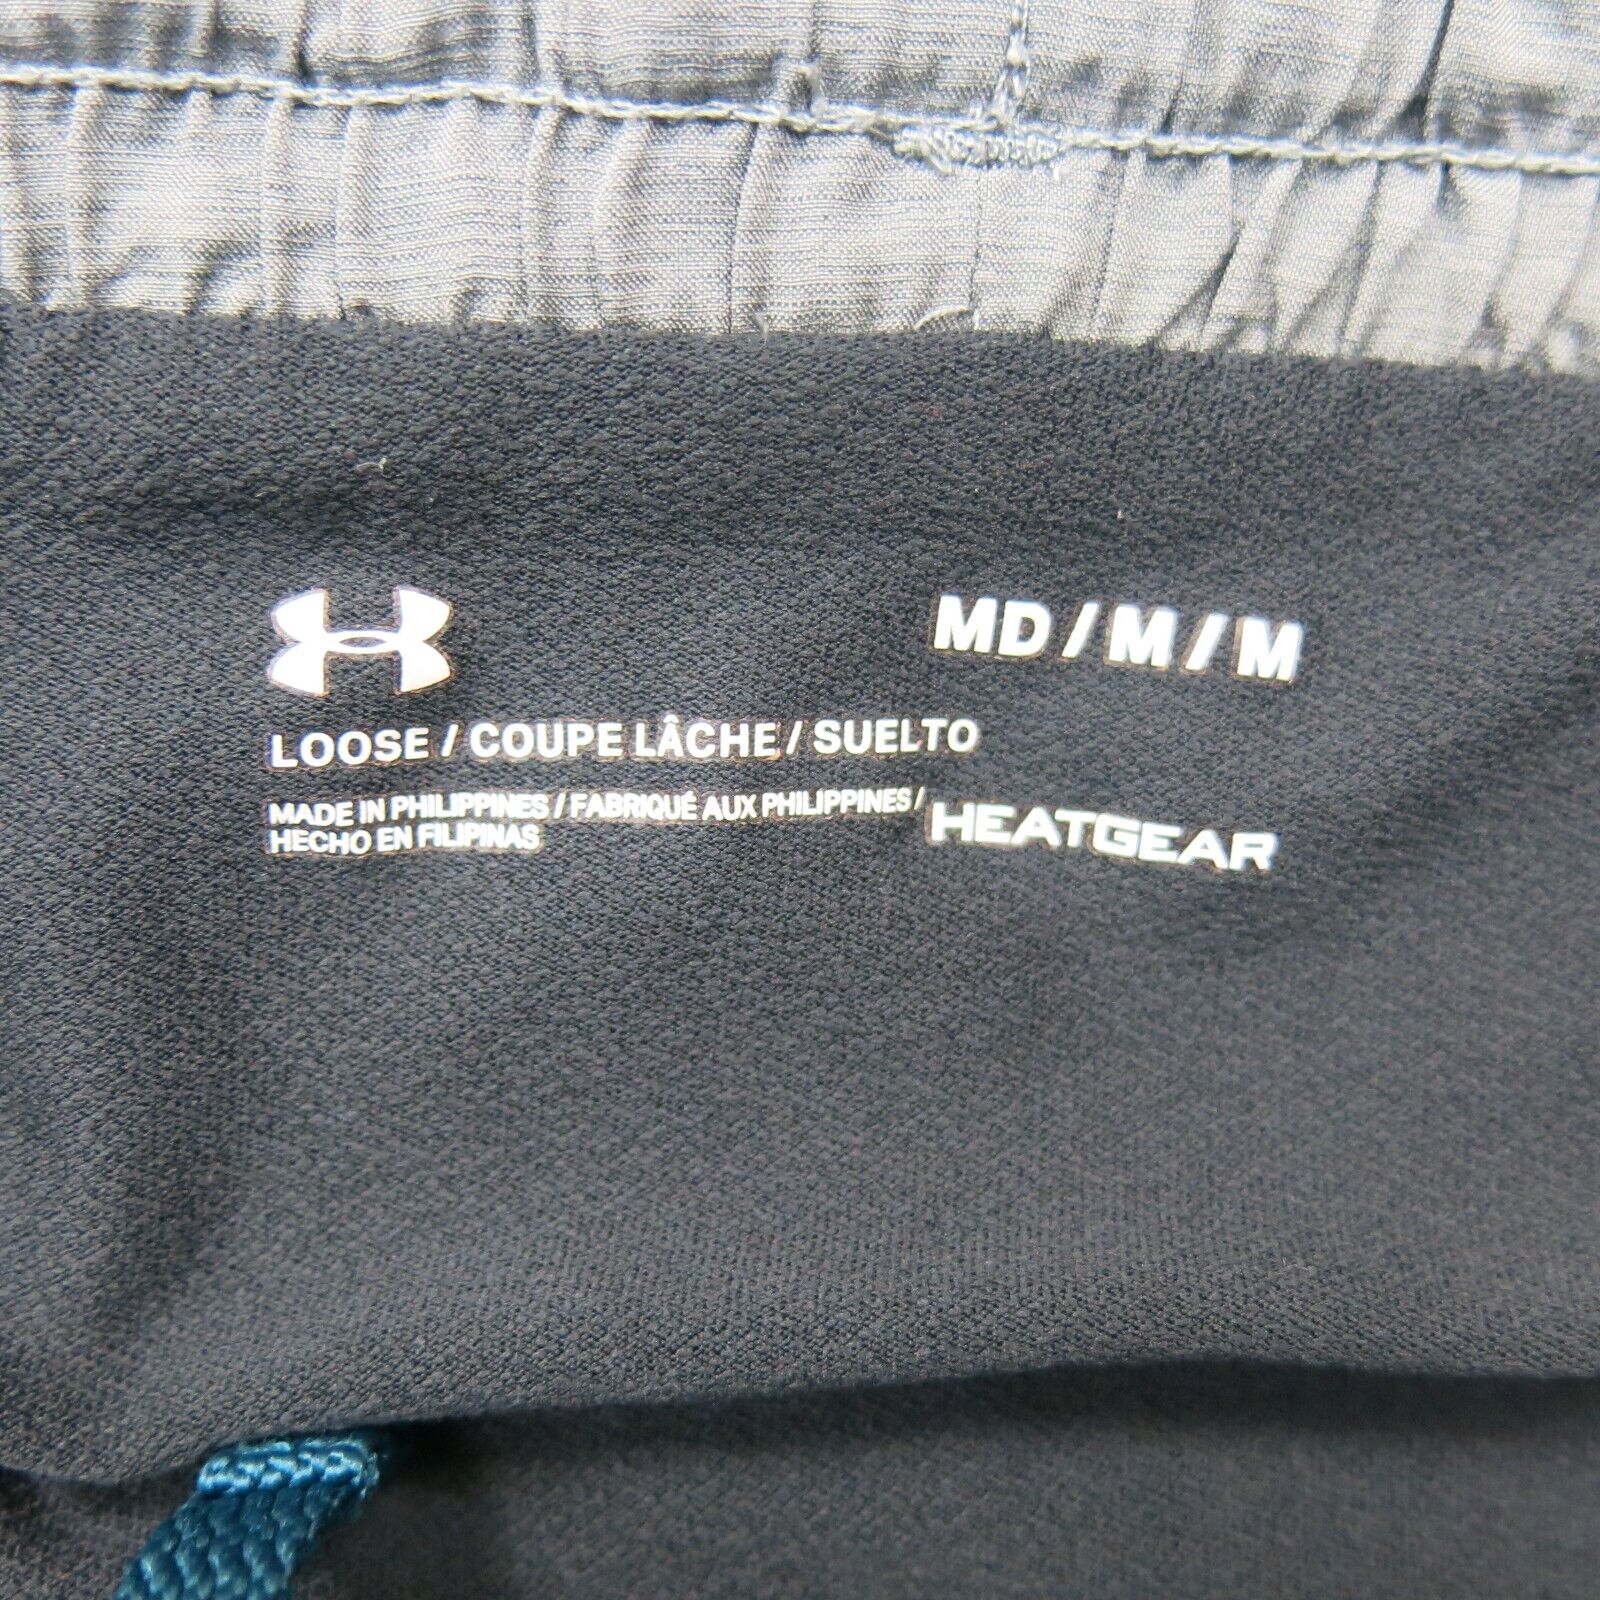 MD / M / M
LOOSE / COUPE LÂCHE / SUELTO
MADE IN PHILIPPINES / FABRIQUÉ AUX PHILIPPINES /
HECHO EN FILIPINAS
HEATGEAR